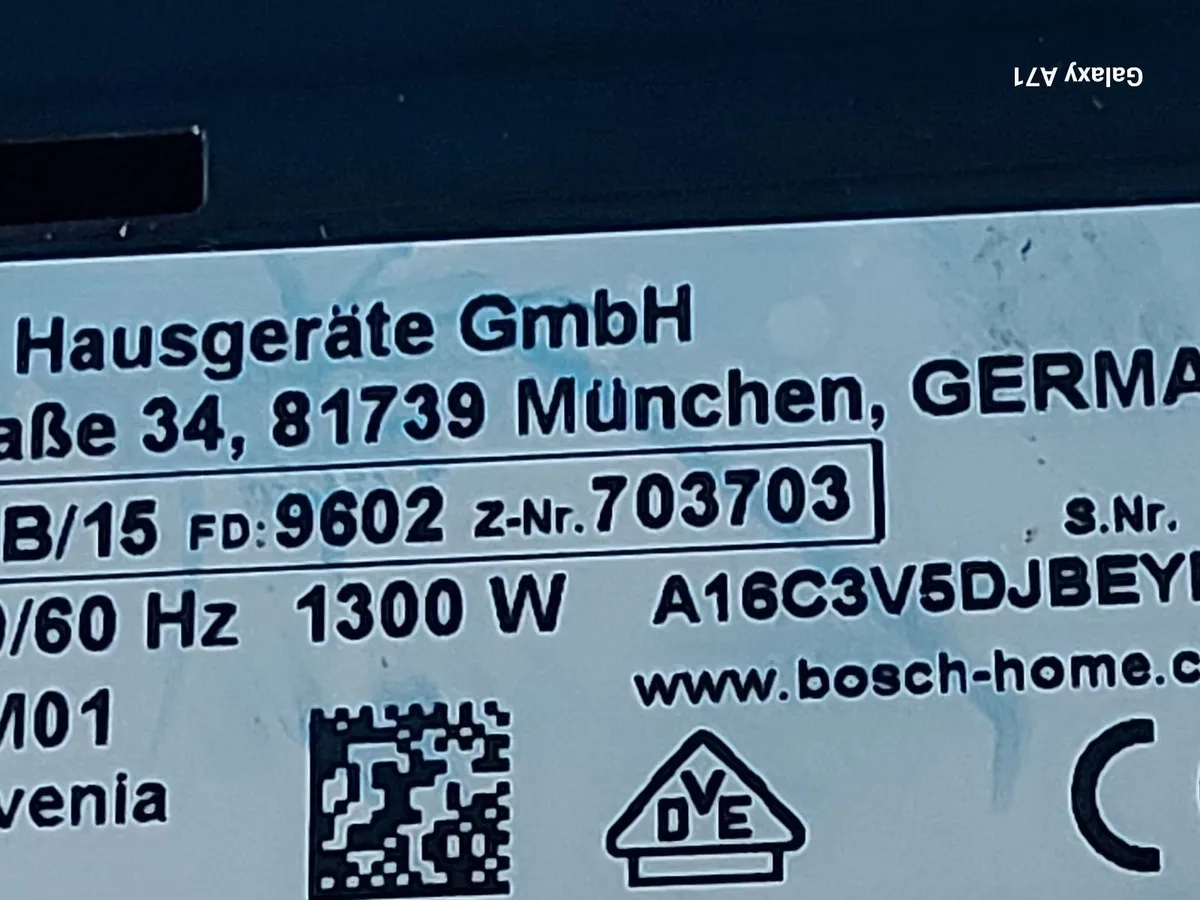 Galaxy A71
Hausgeräte GmbH
aße 34, 81739 München, GERMA
B/15 FD:9602 Z-Nr.703703
S.Nr.
/60 Hz 1300 W A16C3V5DJBEY
www.bosch-home.c
M01
venia
DVE
C